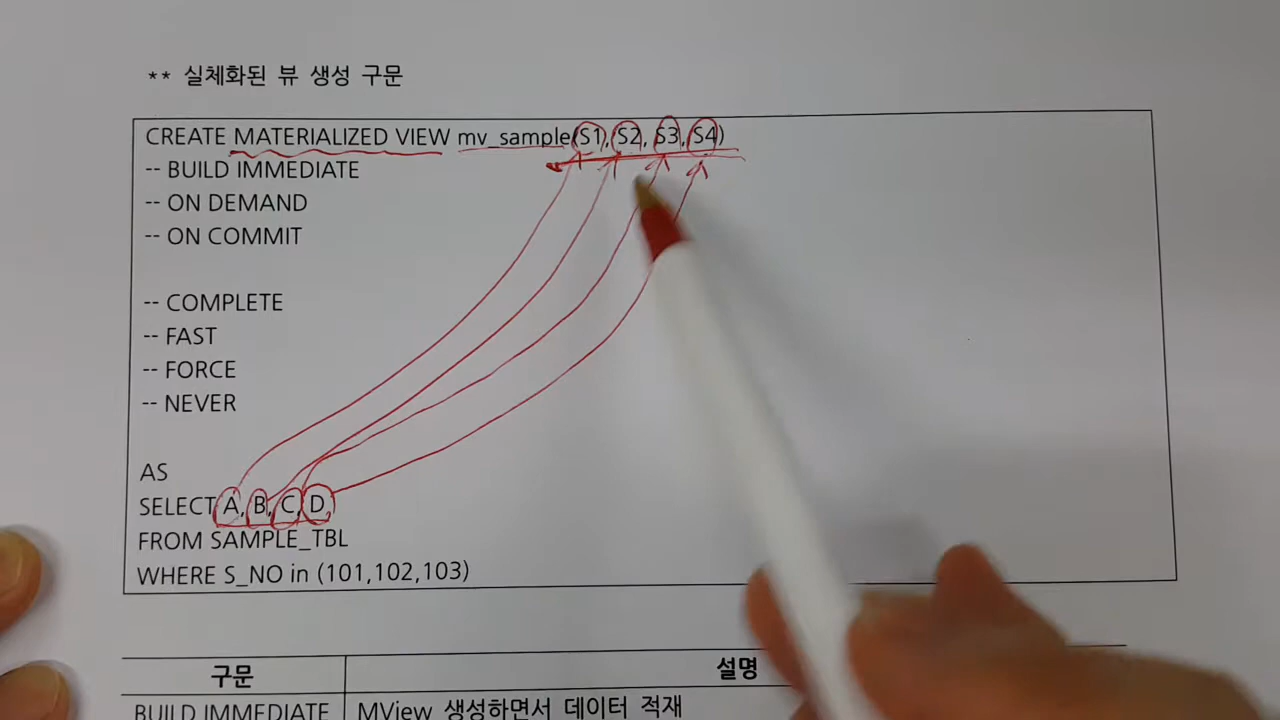 ** 실체화된 뷰 생성 구문
CREATE MATERIALIZED VIEW mv_sample(S1, S2, S3, S4)
-- BUILD IMMEDIATE
-- ON DEMAND
-- ON COMMIT
-- COMPLETE
-- FAST
-- FORCE
-- NEVER
AS
SELECT A, B, C, D,
FROM SAMPLE_TBL
WHERE S_NO in (101,102,103)
구문 설명
BUILD IMMEDIATE MView 생성하면서 데이터 적재